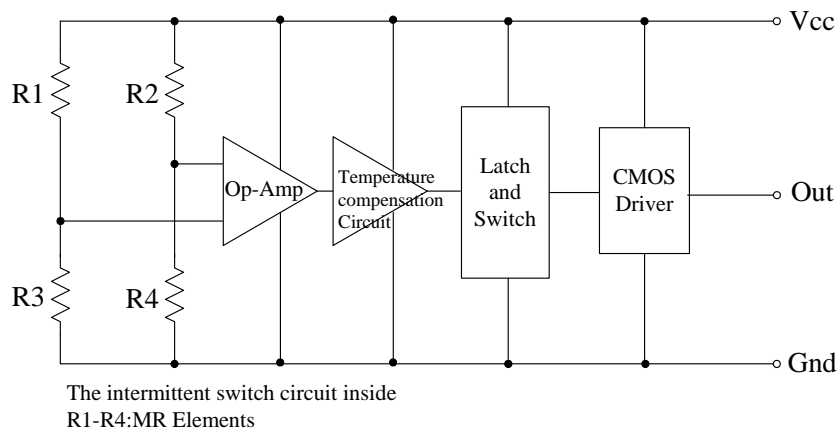 Vcc
R1
R2
Op-Amp
Temperature
compensation
Circuit
Latch
and
Switch
CMOS
Driver
Out
R3
R4
Gnd
The intermittent switch circuit inside
R1-R4:MR Elements